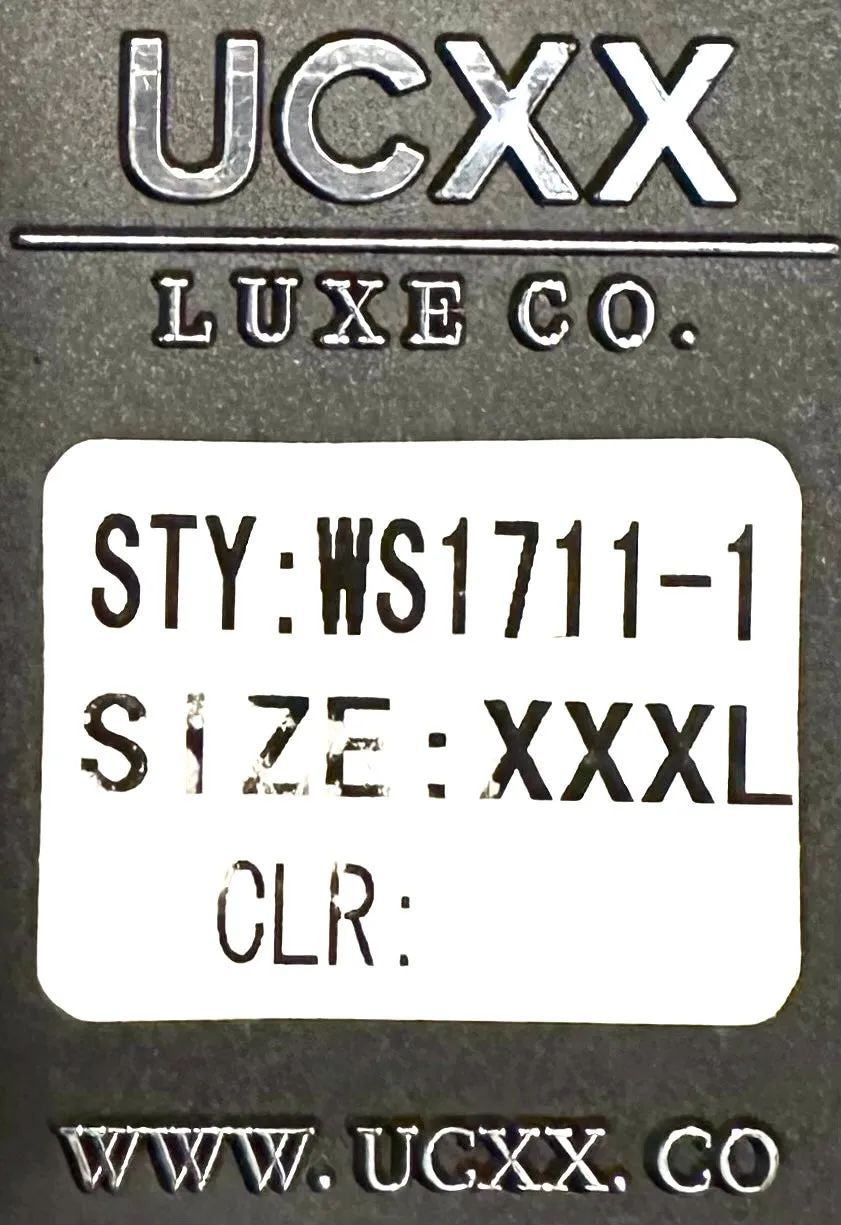 UCXX
LUXE CO.
STY:WS1711-1
SIZE:XXXL
CLR:
WWW.UCXX.CO